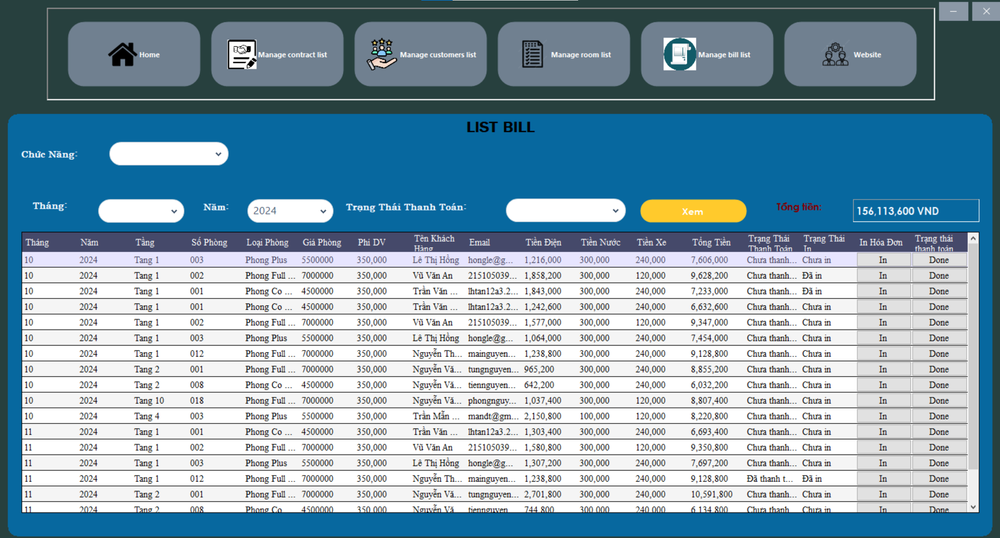 Home
Manage contract list
Manage customers list
Manage room list
Manage bill list
Website
LIST BILL
Chức Năng:
Tháng:
Năm:
2024
Trạng Thái Thanh Toán:
Xem
Tổng tiền:
156,113,600 VND
Tháng Năm Tầng Số Phòng Loại Phòng Giá Phòng Phí DV Tên Khách Hàng Email Tiền Điện Tiền Nước Tiền Xe Tổng Tiền Trạng Thái Thanh Toán Trạng Thái In In Hóa Đơn Trạng thái thanh toán
10 2024 Tang 1 003 Phong Plus 5500000 350,000 Lê Thị Hồng hongle@g... 1,216,000 300,000 240,000 7,606,000 Chưa thanh... Chưa in In Done
10 2024 Tang 1 002 Phong Full ... 7000000 350,000 Vũ Văn An 215105039... 1,858,200 300,000 120,000 9,628,200 Chưa thanh... Đã in In Done
10 2024 Tang 1 001 Phong Co ... 4500000 350,000 Trần Văn ... lhtan12a3.2... 1,843,000 300,000 240,000 7,233,000 Chưa thanh... Đã in In Done
10 2024 Tang 1 001 Phong Co ... 4500000 350,000 Trần Văn ... lhtan12a3.2... 1,242,600 300,000 240,000 6,632,600 Chưa thanh... Chưa in In Done
10 2024 Tang 1 002 Phong Full ... 7000000 350,000 Vũ Văn An 215105039... 1,577,000 300,000 120,000 9,347,000 Chưa thanh... Chưa in In Done
10 2024 Tang 1 003 Phong Plus 5500000 350,000 Lê Thị Hồng hongle@g... 1,064,000 300,000 240,000 7,454,000 Chưa thanh... Chưa in In Done
10 2024 Tang 1 012 Phong Full ... 7000000 350,000 Nguyễn Th... mainguyen... 1,238,800 300,000 240,000 9,128,800 Chưa thanh... Chưa in In Done
10 2024 Tang 2 001 Phong Full ... 7000000 350,000 Nguyễn Vă... tungnguyen... 965,200 300,000 240,000 8,855,200 Chưa thanh... Chưa in In Done
10 2024 Tang 2 008 Phong Co ... 4500000 350,000 Nguyễn Vă... tiennguyen... 642,200 300,000 240,000 6,032,200 Chưa thanh... Chưa in In Done
10 2024 Tang 10 018 Phong Full ... 7000000 350,000 Nguyễn Vă... phongnguy... 1,037,400 300,000 120,000 8,807,400 Chưa thanh... Chưa in In Done
10 2024 Tang 4 003 Phong Plus 5500000 350,000 Trần Mẫn ... mandt@gm... 2,150,800 100,000 120,000 8,220,800 Chưa thanh... Chưa in In Done
11 2024 Tang 1 001 Phong Co ... 4500000 350,000 Trần Văn ... lhtan12a3.2... 1,303,400 300,000 240,000 6,693,400 Chưa thanh... Chưa in In Done
11 2024 Tang 1 002 Phong Full ... 7000000 350,000 Vũ Văn An 215105039... 1,580,800 300,000 120,000 9,350,800 Chưa thanh... Chưa in In Done
11 2024 Tang 1 003 Phong Plus 5500000 350,000 Lê Thị Hồng hongle@g... 1,307,200 300,000 240,000 7,697,200 Chưa thanh... Chưa in In Done
11 2024 Tang 1 012 Phong Full ... 7000000 350,000 Nguyễn Th... mainguyen... 1,238,800 300,000 240,000 9,128,800 Đã thanh t... Đã in In Done
11 2024 Tang 2 001 Phong Full ... 7000000 350,000 Nguyễn Vă... tungnguyen... 2,701,800 300,000 240,000 10,591,800 Chưa thanh... Chưa in In Done
11 2024 Tang 2 008 Phong Co 4500000 350,000 Nguyễn Vă tiennguyen 744,800 300,000 240,000 6,134,800 Chưa thanh Chưa in In Done